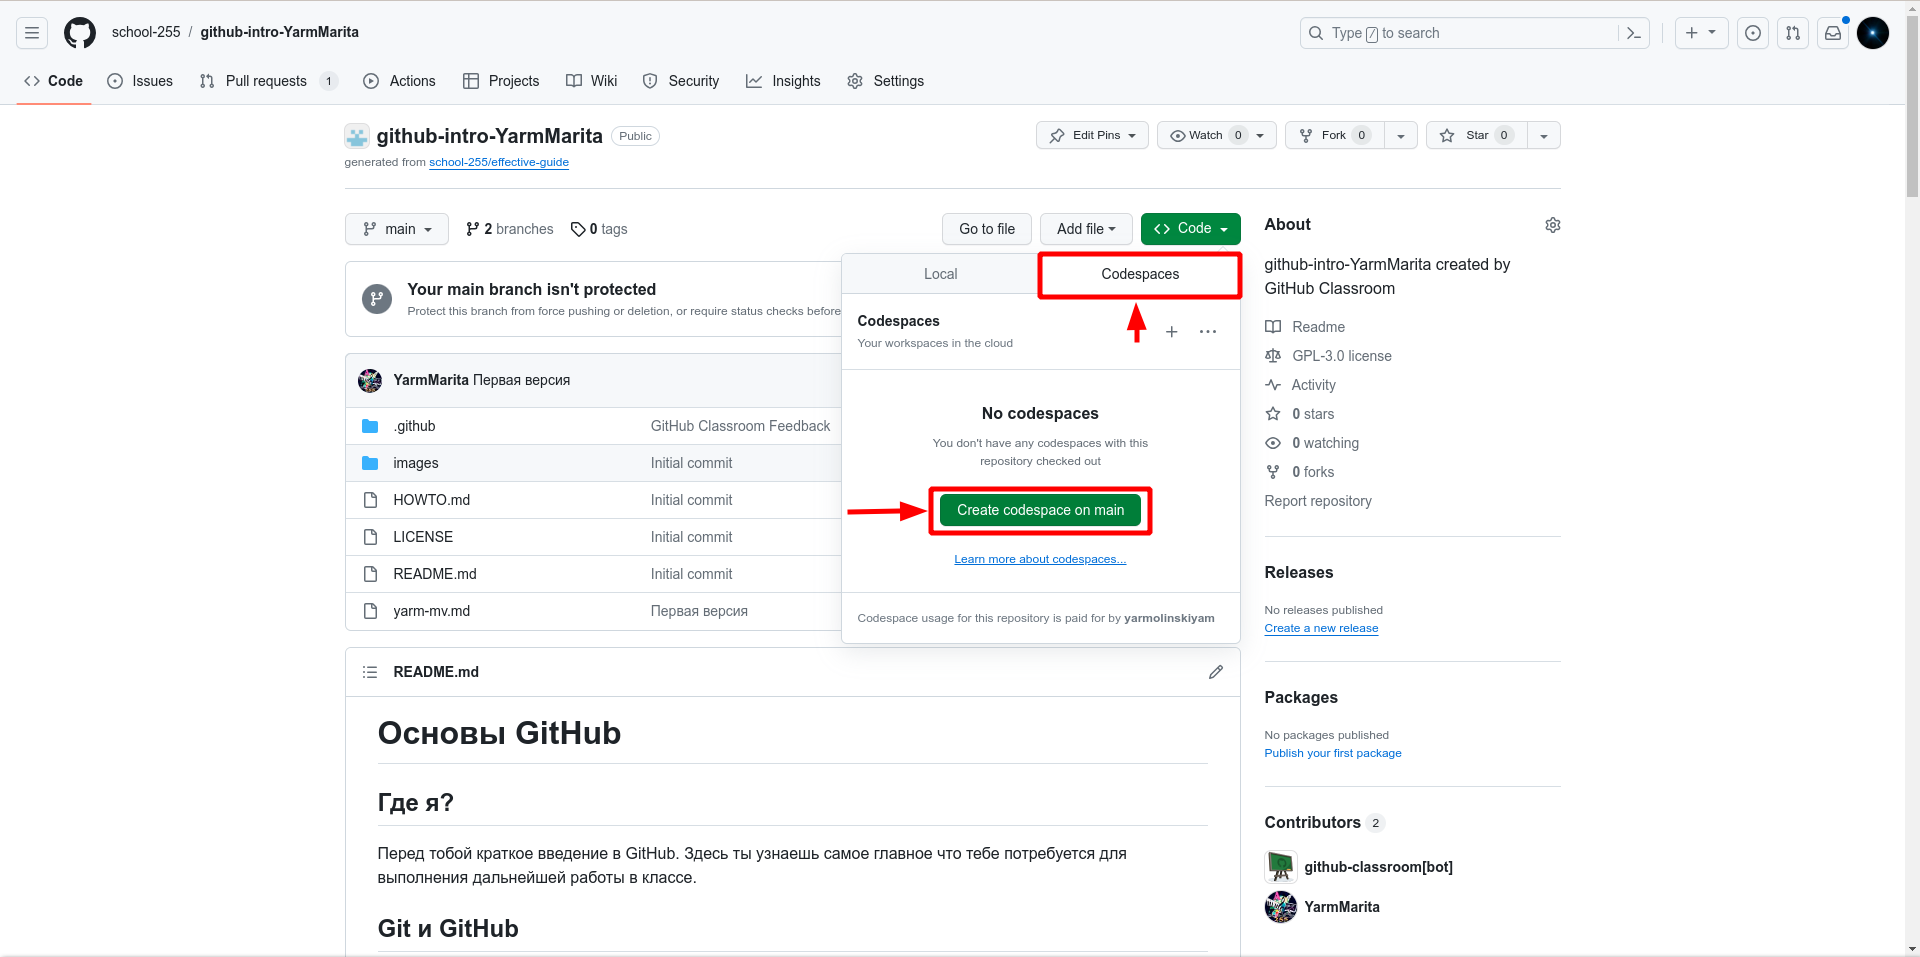 school-255 / github-intro-YarmMarita
Type / to search
Code
Issues
Pull requests 1
Actions
Projects
Wiki
Security
Insights
Settings
github-intro-YarmMarita Public
generated from school-255/effective-guide
Edit Pins
Watch 0
Fork 0
Star 0
main
2 branches
0 tags
Go to file
Add file
Code
Local
Codespaces
Your main branch isn't protected
Protect this branch from force pushing or deletion, or require status checks before
Codespaces
Your workspaces in the cloud
No codespaces
You don't have any codespaces with this
repository checked out
Create codespace on main
Learn more about codespaces...
Codespace usage for this repository is paid for by yarmolinskiyam
YarmMarita Первая версия
.github GitHub Classroom Feedback
images Initial commit
HOWTO.md Initial commit
LICENSE Initial commit
README.md Initial commit
yarm-mv.md Первая версия
README.md
Основы GitHub
Где я?
Перед тобой краткое введение в GitHub. Здесь ты узнаешь самое главное что тебе потребуется для
выполнения дальнейшей работы в классе.
Git и GitHub
About
github-intro-YarmMarita created by
GitHub Classroom
Readme
GPL-3.0 license
Activity
0 stars
0 watching
0 forks
Report repository
Releases
No releases published
Create a new release
Packages
No packages published
Publish your first package
Contributors 2
github-classroom[bot]
YarmMarita